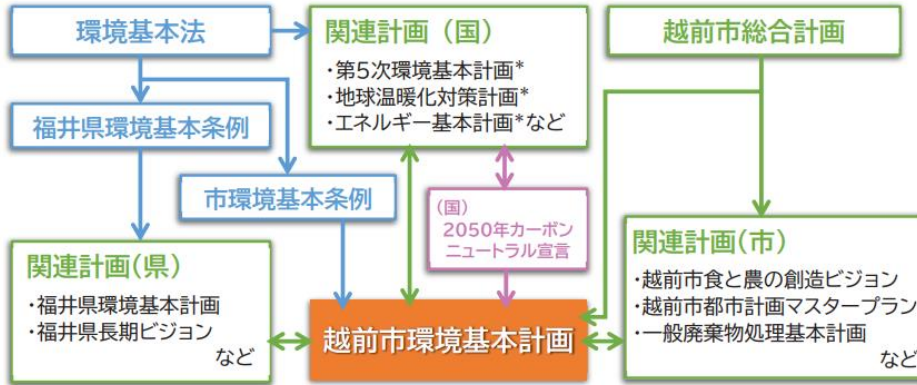 環境基本法
関連計画（国）
・第5次環境基本計画*
・地球温暖化対策計画*
・エネルギー基本計画*など
越前市総合計画
福井県環境基本条例
市環境基本条例
（国）
2050年カーボン
ニュートラル宣言
関連計画(県)
・福井県環境基本計画
・福井県長期ビジョン
など
越前市環境基本計画
関連計画(市)
・越前市食と農の創造ビジョン
・越前市都市計画マスタープラン
・一般廃棄物処理基本計画
など